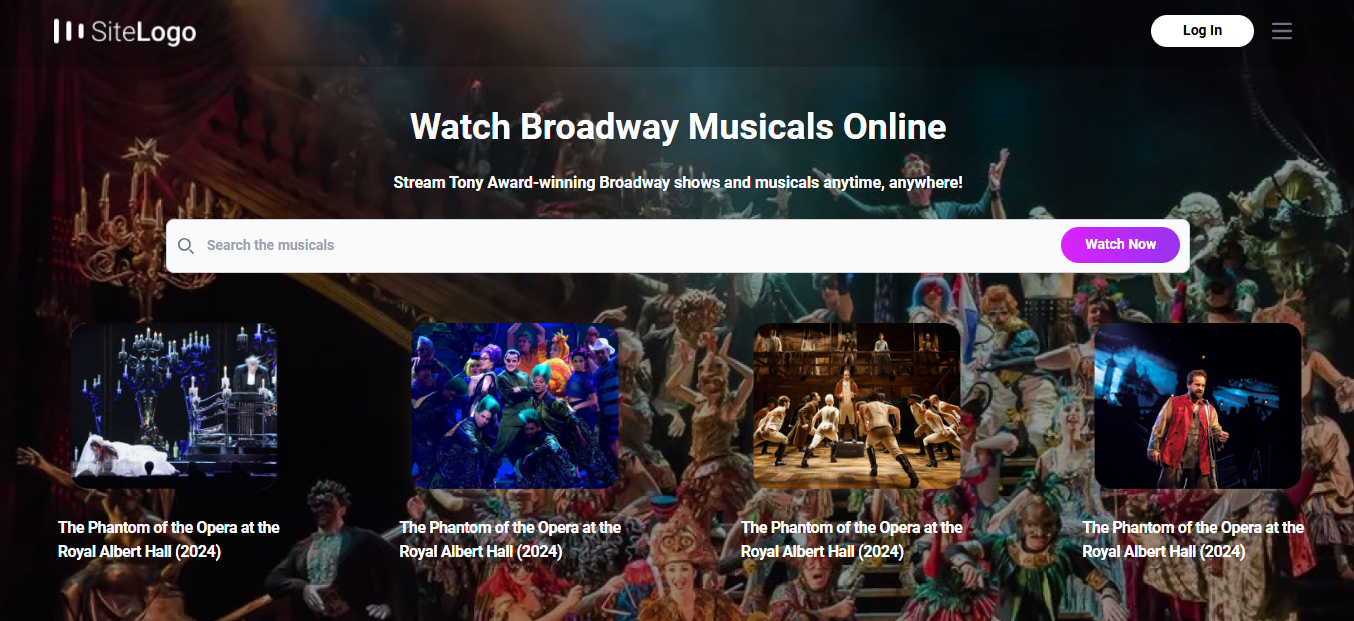 SiteLogo
Log In
Watch Broadway Musicals Online
Stream Tony Award-winning Broadway shows and musicals anytime, anywhere!
Search the musicals
Watch Now
The Phantom of the Opera at the
Royal Albert Hall (2024)
The Phantom of the Opera at the
Royal Albert Hall (2024)
The Phantom of the Opera at the
Royal Albert Hall (2024)
The Phantom of the Opera at the
Royal Albert Hall (2024)